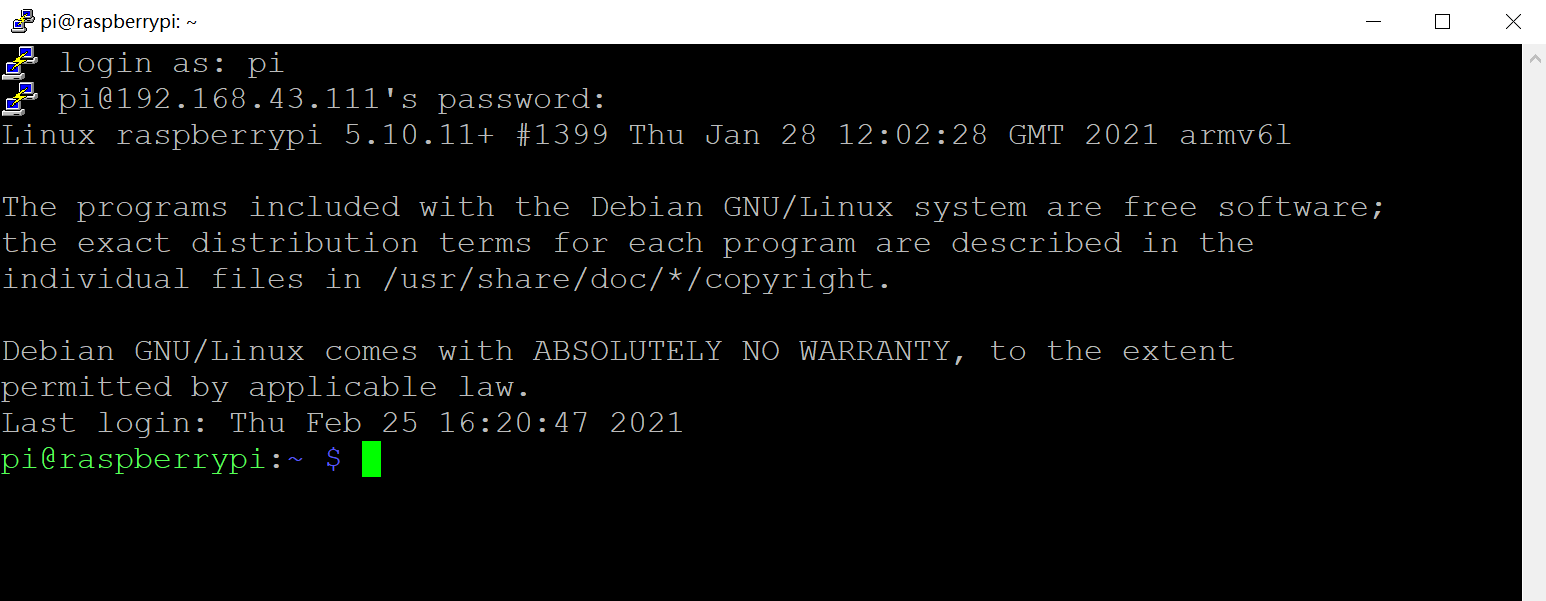 pi@raspberrypi: ~
login as: pi
pi@192.168.43.111's password:
Linux raspberrypi 5.10.11+ #1399 Thu Jan 28 12:02:28 GMT 2021 armv6l
The programs included with the Debian GNU/Linux system are free software;
the exact distribution terms for each program are described in the
individual files in /usr/share/doc/*/copyright.
Debian GNU/Linux comes with ABSOLUTELY NO WARRANTY, to the extent
permitted by applicable law.
Last login: Thu Feb 25 16:20:47 2021
pi@raspberrypi:~ $